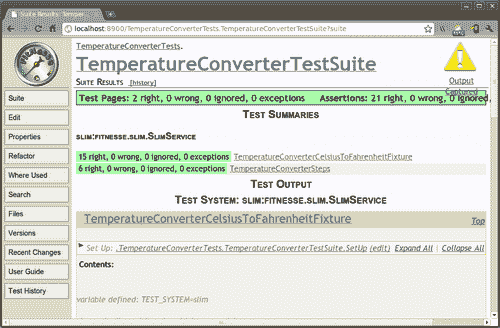 Suite Results: Temper...
localhost:8900/TemperatureConverterTests.TemperatureConverterTestSuite?suite
FITNESSE
Suite
Edit
Properties
Refactor
Where Used
Search
Files
Versions
Recent Changes
User Guide
Test History
TemperatureConverterTests.
TemperatureConverterTestSuite
Suite Results [history]
Output
Captured
Test Pages: 2 right, 0 wrong, 0 ignored, 0 exceptions Assertions: 21 right, 0 wrong, 0 ignored,
Test Summaries
slim:fitnesse.slim.SlimService
15 right, 0 wrong, 0 ignored, 0 exceptions TemperatureConverterCelsiusToFahrenheitFixture
6 right, 0 wrong, 0 ignored, 0 exceptions TemperatureConverterSteps
Test Output
Test System: slim:fitnesse.slim.SlimService
TemperatureConverterCelsiusToFahrenheitFixture Top
Set Up: .TemperatureConverterTests.TemperatureConverterTestSuite.SetUp (edit) Expand All | Collapse All
Contents:
variable defined: TEST_SYSTEM=slim